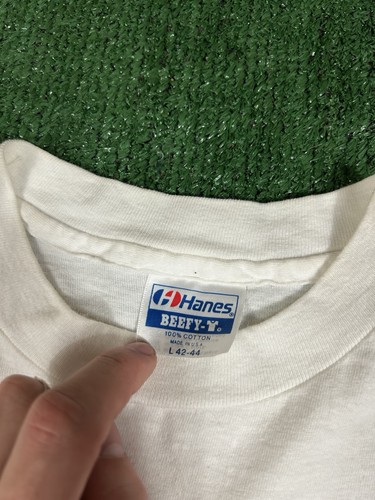 Hanes®
BEEFY-T®
100% COTTON
MADE IN U.S.A.
L 42-44